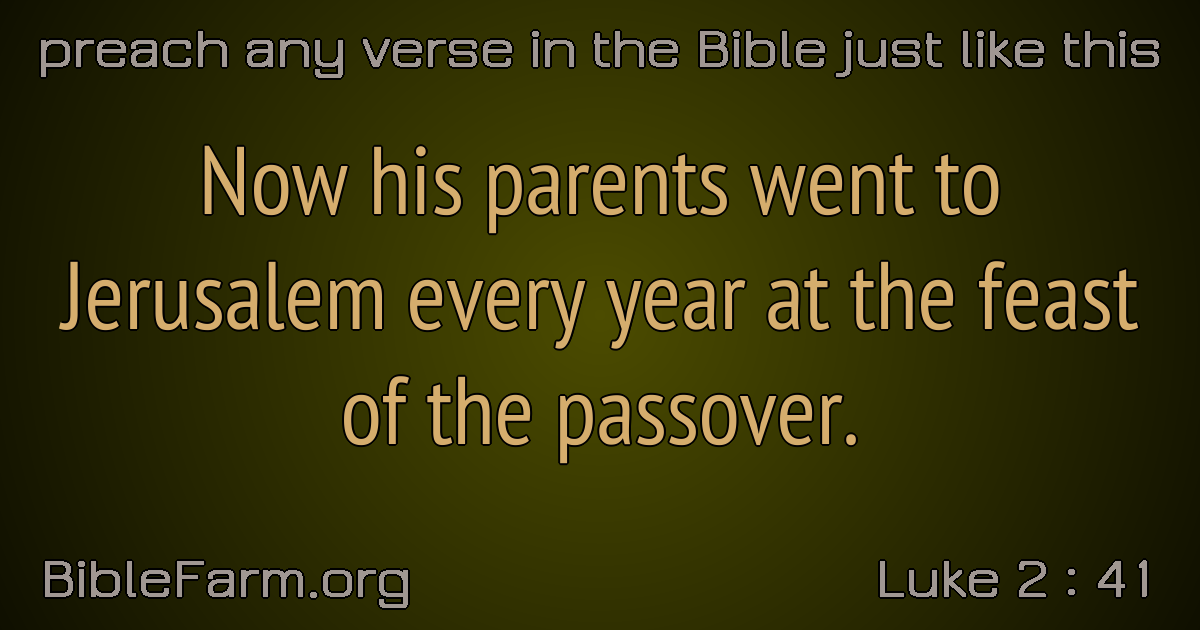 preach any verse in the Bible just like this
Now his parents went to
Jerusalem every year at the feast
of the passover.
BibleFarm.org
Luke 2 : 41